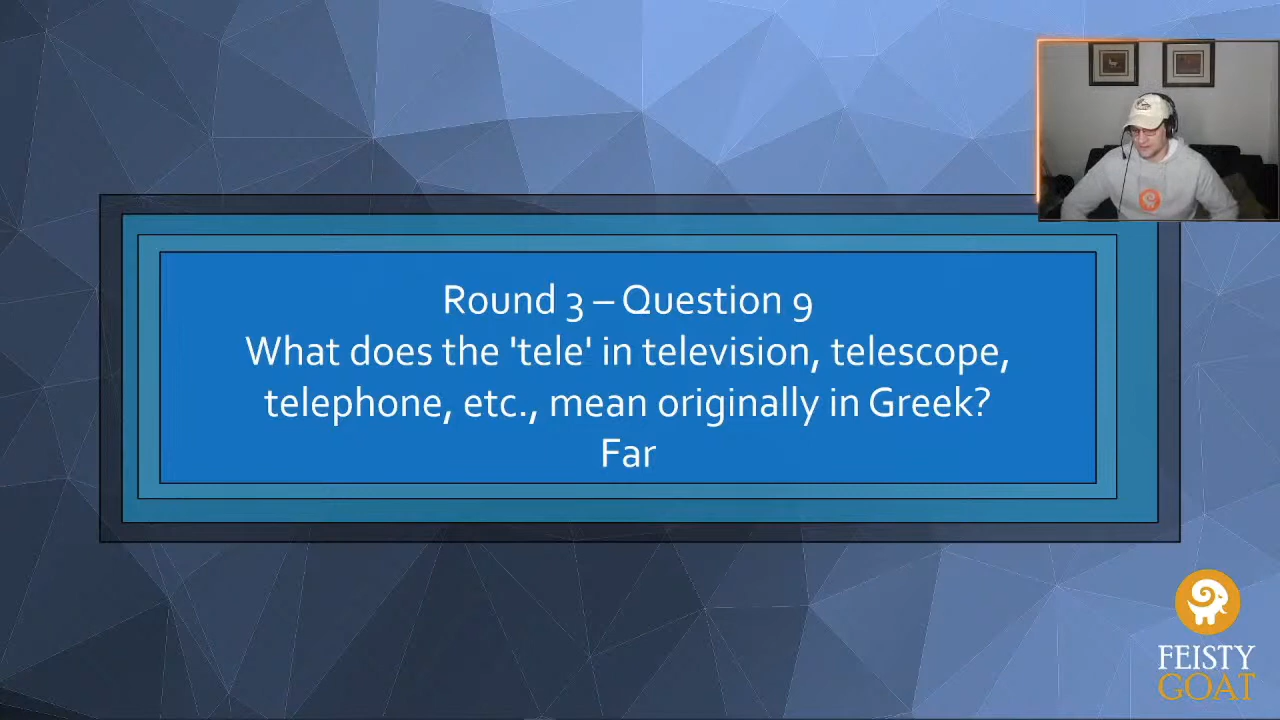 Round 3 – Question 9
What does the 'tele' in television, telescope,
telephone, etc., mean originally in Greek?
Far
FEISTY
GOAT